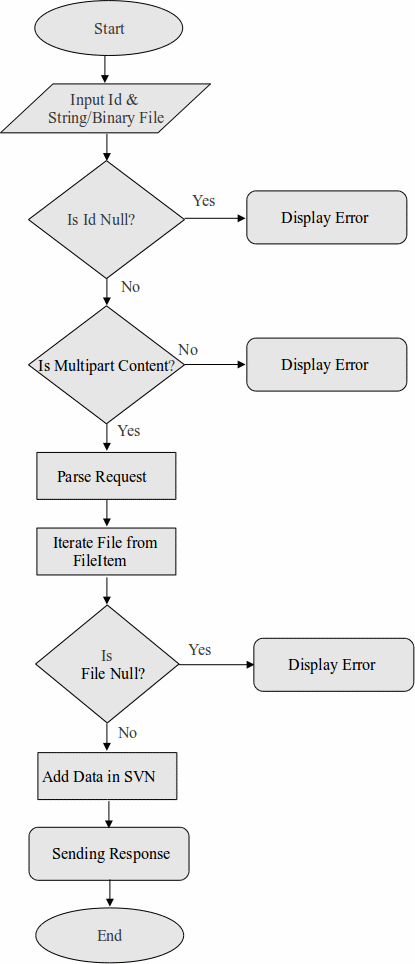 Start
Input Id &
String/Binary File
Is Id Null?
Yes
Display Error
No
Is Multipart Content?
No
Display Error
Yes
Parse Request
Iterate File from
FileItem
Is
File Null?
Yes
Display Error
No
Add Data in SVN
Sending Response
End